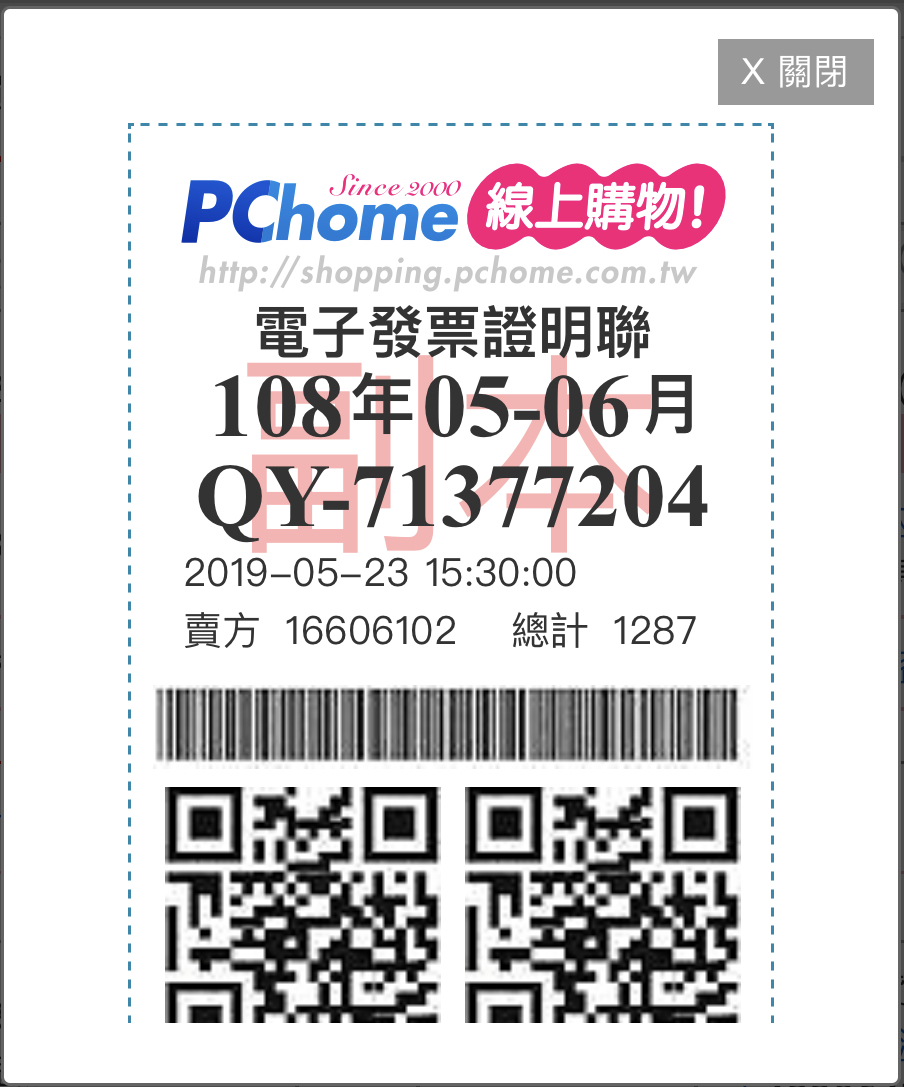 X 關閉
Since 2000
PChome 線上購物!
http://shopping.pchome.com.tw
電子發票證明聯
副本
108年05-06月
QY-71377204
2019-05-23 15:30:00
賣方 16606102 總計 1287